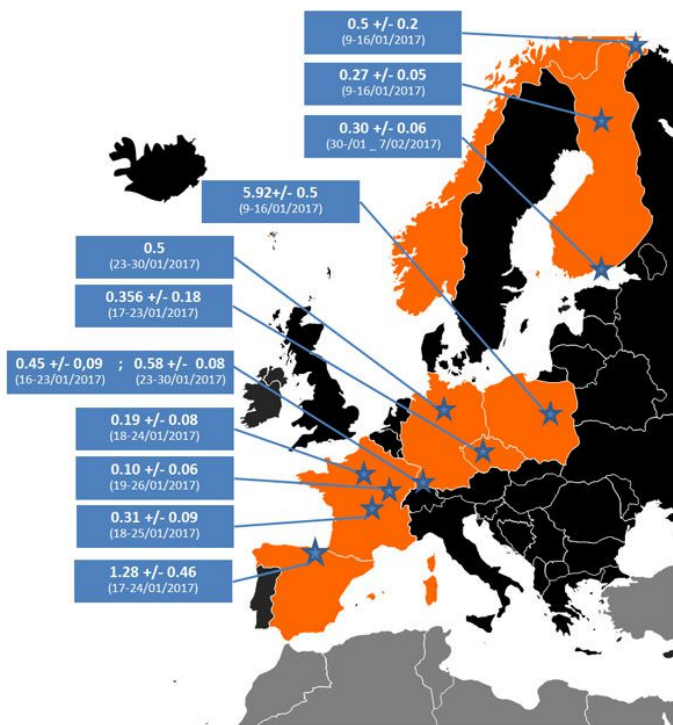 0.5 +/- 0.2
(9-16/01/2017)
0.27 +/- 0.05
(9-16/01/2017)
0.30 +/- 0.06
(30-/01 _ 7/02/2017)
5.92+/- 0.5
(9-16/01/2017)
0.5
(23-30/01/2017)
0.356 +/- 0.18
(17-23/01/2017)
0.45 +/- 0,09 ; 0.58 +/- 0.08
(16-23/01/2017) (23-30/01/2017)
0.19 +/- 0.08
(18-24/01/2017)
0.10 +/- 0.06
(19-26/01/2017)
0.31 +/- 0.09
(18-25/01/2017)
1.28 +/- 0.46
(17-24/01/2017)